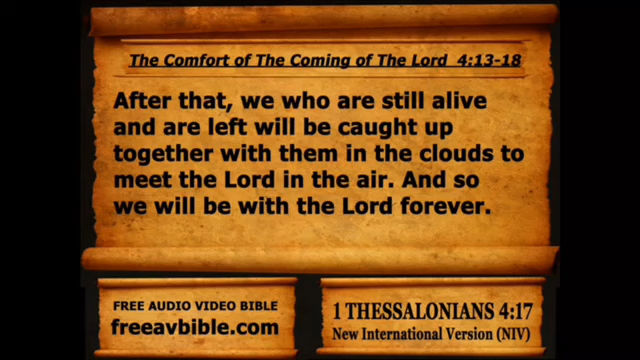 The Comfort of The Coming of The Lord 4:13-18
After that, we who are still alive
and are left will be caught up
together with them in the clouds to
meet the Lord in the air. And so
we will be with the Lord forever.
FREE AUDIO VIDEO BIBLE
freeavbible.com
1 THESSALONIANS 4:17
New International Version (NIV)